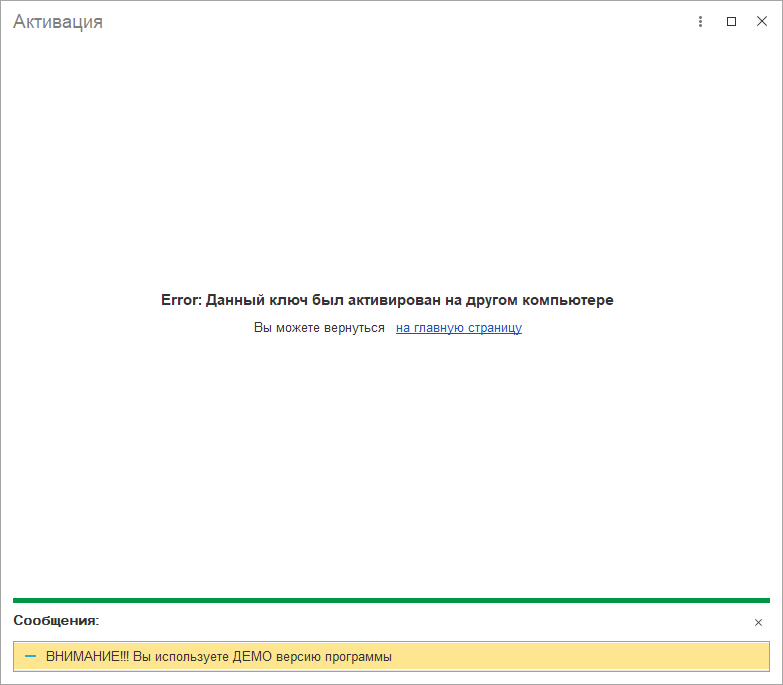 Активация
Error: Данный ключ был активирован на другом компьютере
Вы можете вернуться на главную страницу
Сообщения:
ВНИМАНИЕ!!! Вы используете ДЕМО версию программы